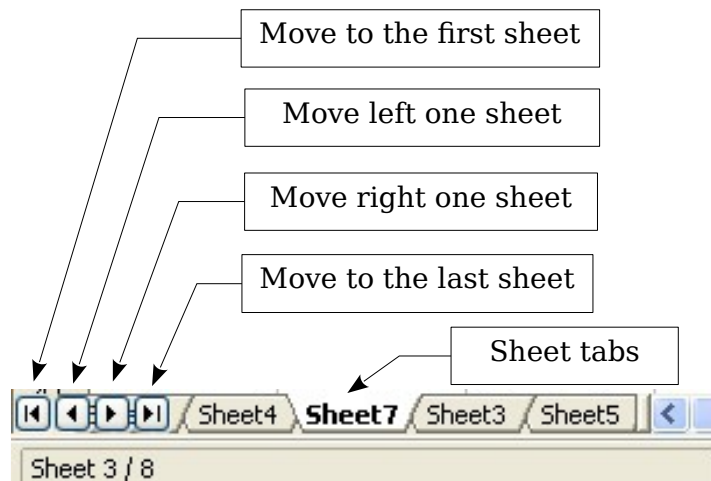 Move to the first sheet
Move left one sheet
Move right one sheet
Move to the last sheet
Sheet tabs
Sheet4 Sheet7 Sheet3 Sheet5
Sheet 3 / 8